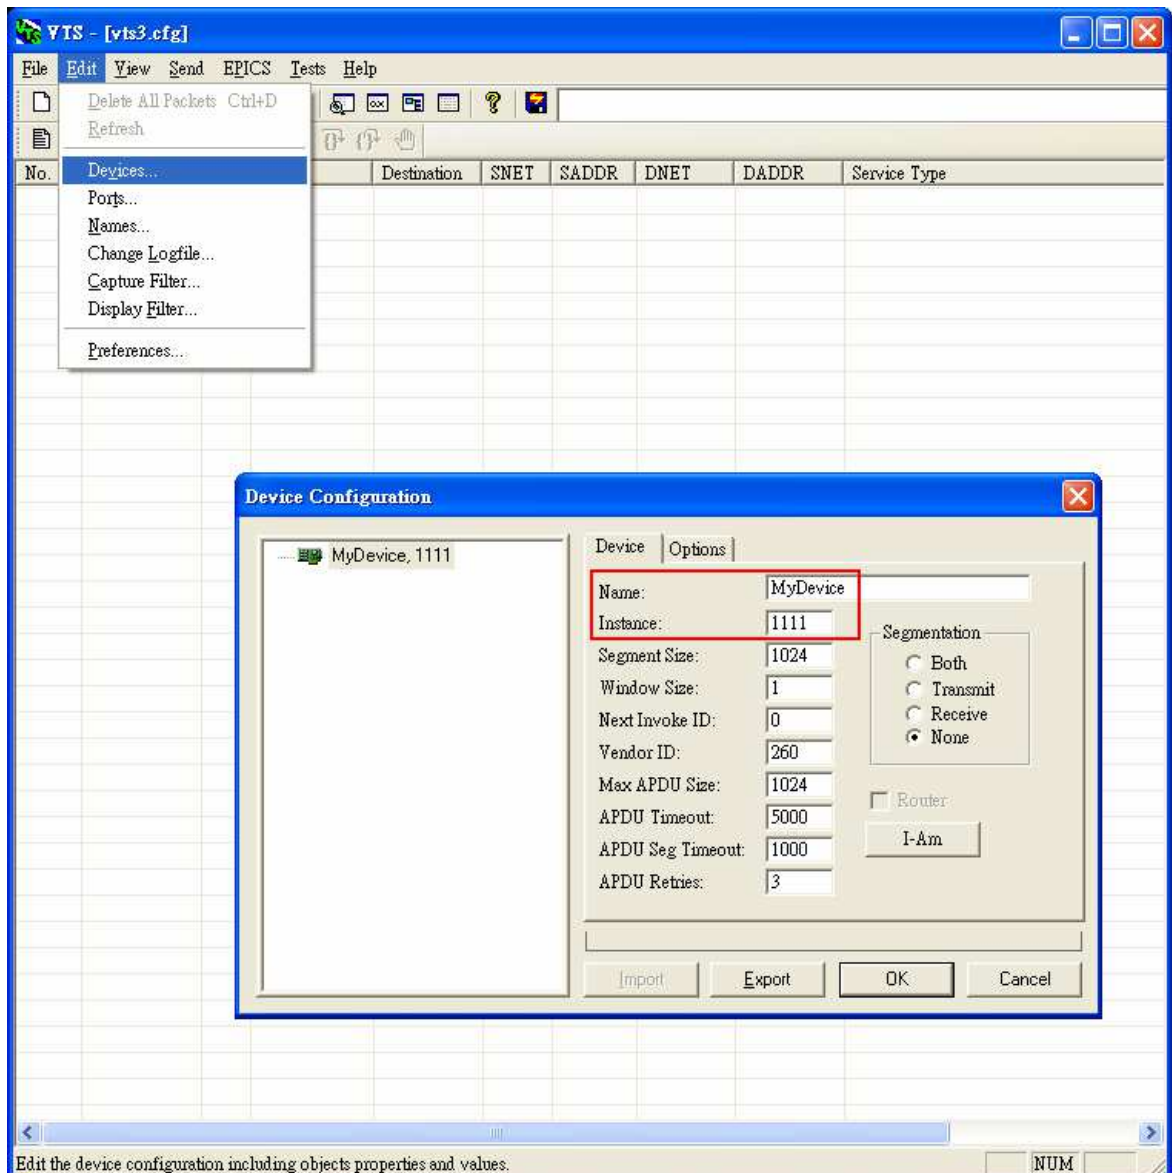 VTS - [vts3.cfg]
File Edit View Send EPICS Tests Help
Delete All Packets Ctrl+D
Refresh
Devices...
Ports...
Names...
Change Logfile...
Capture Filter...
Display Filter...
Preferences...
No. Destination SNET SADDR DNET DADDR Service Type
Device Configuration
MyDevice, 1111
Device Options
Name: MyDevice
Instance: 1111
Segment Size: 1024
Window Size: 1
Next Invoke ID: 0
Vendor ID: 260
Max APDU Size: 1024
APDU Timeout: 5000
APDU Seg Timeout: 1000
APDU Retries: 3
Segmentation
Both
Transmit
Receive
None
Router
I-Am
Import Export OK Cancel
Edit the device configuration including objects properties and values. NUM